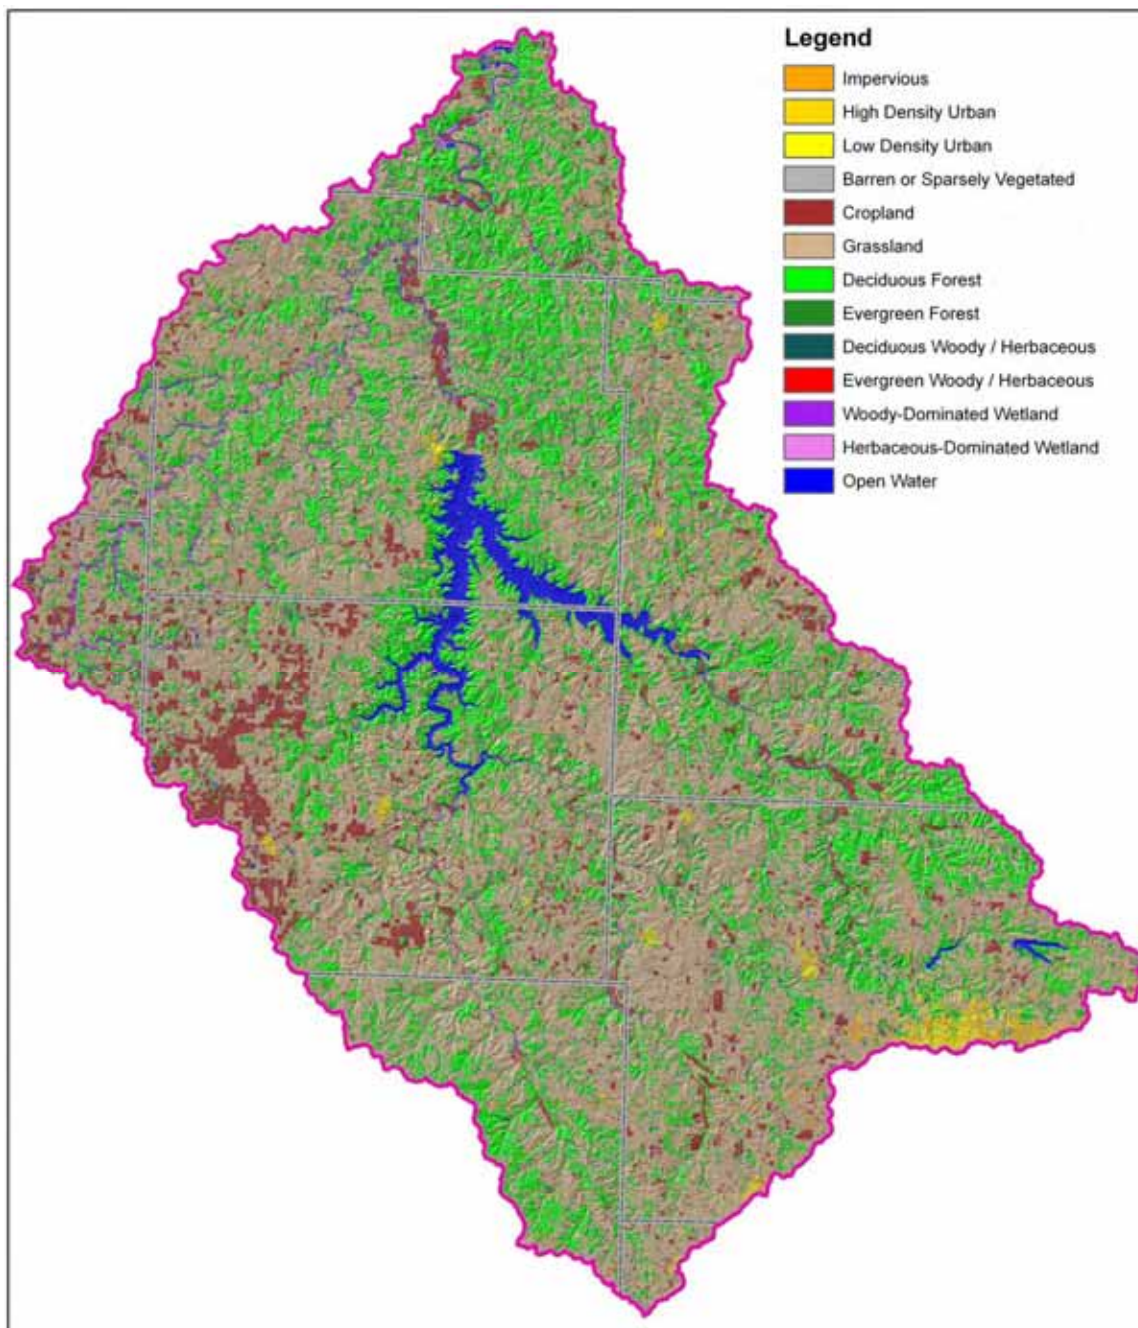 Legend
Impervious
High Density Urban
Low Density Urban
Barren or Sparsely Vegetated
Cropland
Grassland
Deciduous Forest
Evergreen Forest
Deciduous Woody / Herbaceous
Evergreen Woody / Herbaceous
Woody-Dominated Wetland
Herbaceous-Dominated Wetland
Open Water